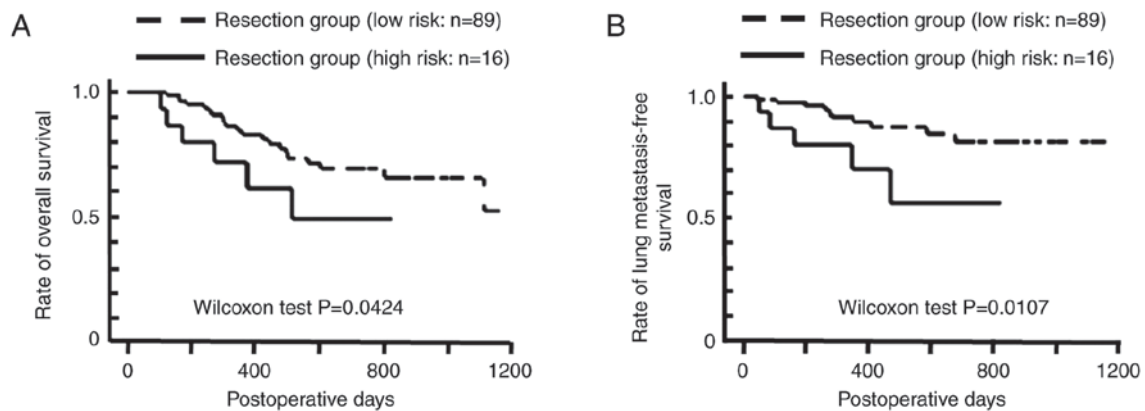 A
Resection group (low risk: n=89)
Resection group (high risk: n=16)
Rate of overall survival
1.0
0.5
0
Wilcoxon test P=0.0424
0 400 800 1200
Postoperative days
B
Resection group (low risk: n=89)
Resection group (high risk: n=16)
Rate of lung metastasis-free
survival
1.0
0.5
0
Wilcoxon test P=0.0107
0 400 800 1200
Postoperative days